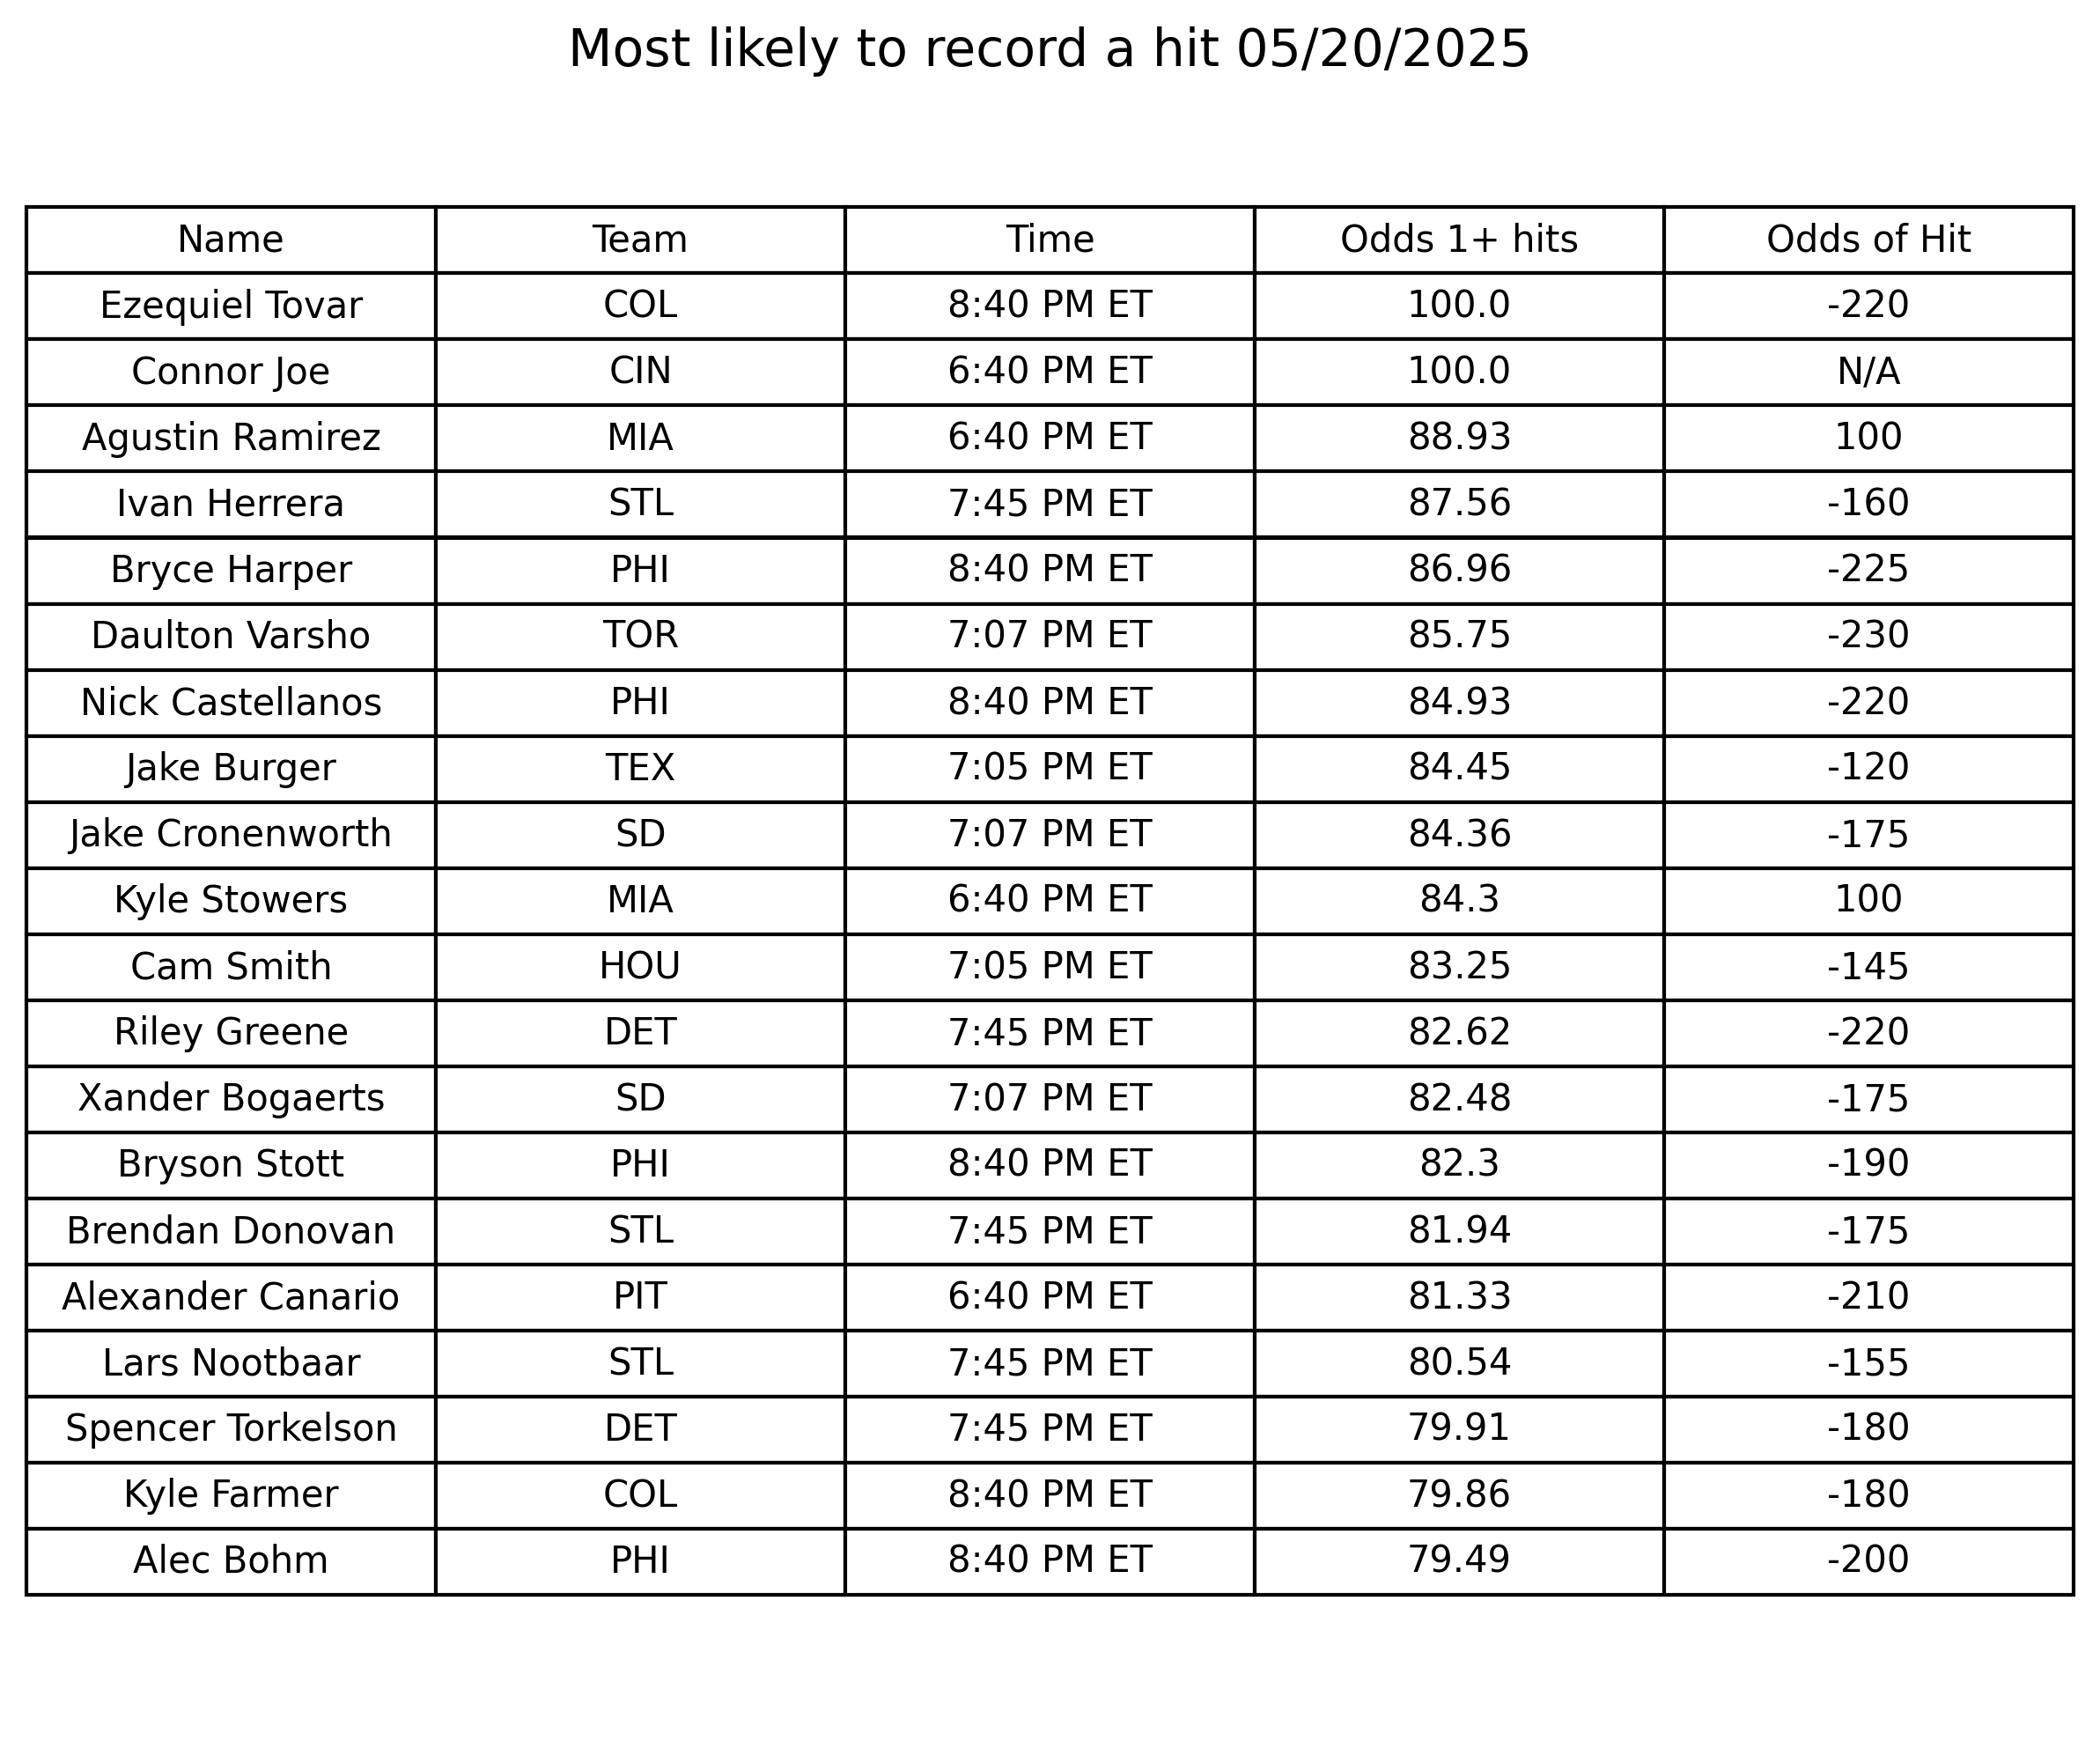 Most likely to record a hit 05/20/2025
Name Team Time Odds 1+ hits Odds of Hit
Ezequiel Tovar COL 8:40 PM ET 100.0 -220
Connor Joe CIN 6:40 PM ET 100.0 N/A
Agustin Ramirez MIA 6:40 PM ET 88.93 100
Ivan Herrera STL 7:45 PM ET 87.56 -160
Bryce Harper PHI 8:40 PM ET 86.96 -225
Daulton Varsho TOR 7:07 PM ET 85.75 -230
Nick Castellanos PHI 8:40 PM ET 84.93 -220
Jake Burger TEX 7:05 PM ET 84.45 -120
Jake Cronenworth SD 7:07 PM ET 84.36 -175
Kyle Stowers MIA 6:40 PM ET 84.3 100
Cam Smith HOU 7:05 PM ET 83.25 -145
Riley Greene DET 7:45 PM ET 82.62 -220
Xander Bogaerts SD 7:07 PM ET 82.48 -175
Bryson Stott PHI 8:40 PM ET 82.3 -190
Brendan Donovan STL 7:45 PM ET 81.94 -175
Alexander Canario PIT 6:40 PM ET 81.33 -210
Lars Nootbaar STL 7:45 PM ET 80.54 -155
Spencer Torkelson DET 7:45 PM ET 79.91 -180
Kyle Farmer COL 8:40 PM ET 79.86 -180
Alec Bohm PHI 8:40 PM ET 79.49 -200